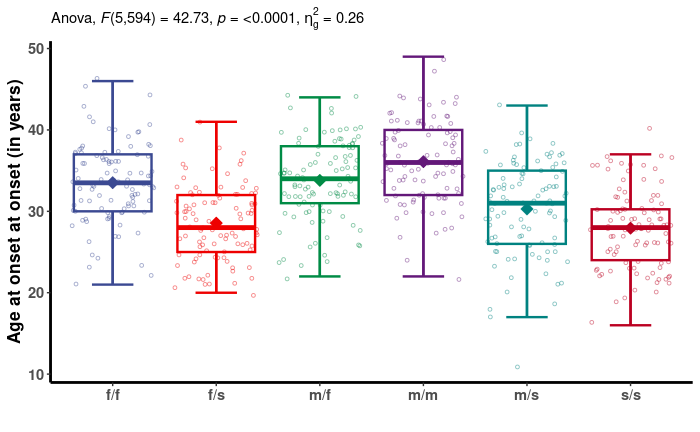 Anova, F(5,594) = 42.73, p = <0.0001, η²g = 0.26
Age at onset onset (in years)
50
40
30
20
10
f/f f/s m/f m/m m/s s/s